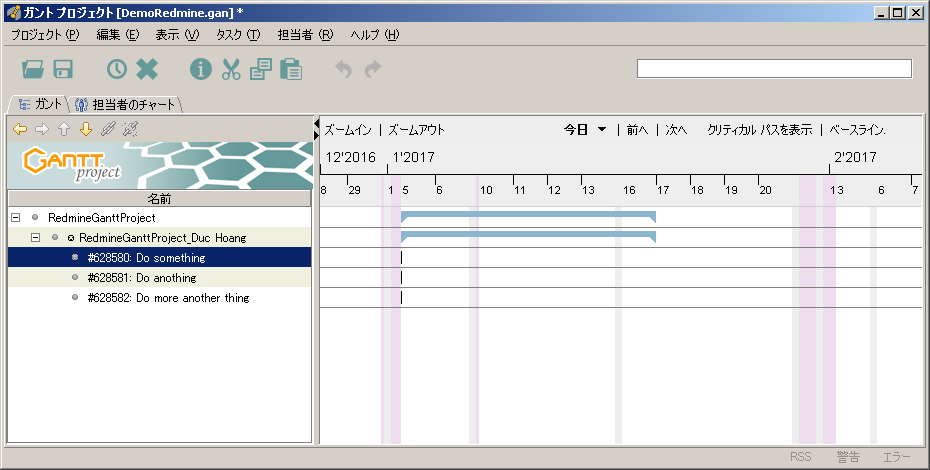 ガント プロジェクト [DemoRedmine.gan] *
プロジェクト (P) 編集 (E) 表示 (V) タスク (T) 担当者 (R) ヘルプ (H)
ガント 担当者のチャート
ズームイン | ズームアウト 今日 ▼ | 前へ | 次へ クリティカル パスを表示 | ベースライン.
GANTT project
12'2016 1'2017 2'2017
8 29 1 5 6 10 11 12 13 16 17 18 19 20 13 6 7
名前
RedmineGanttProject
RedmineGanttProject_Duc Hoang
#628580: Do something
#628581: Do anothing
#628582: Do more another thing
RSS 警告 エラー